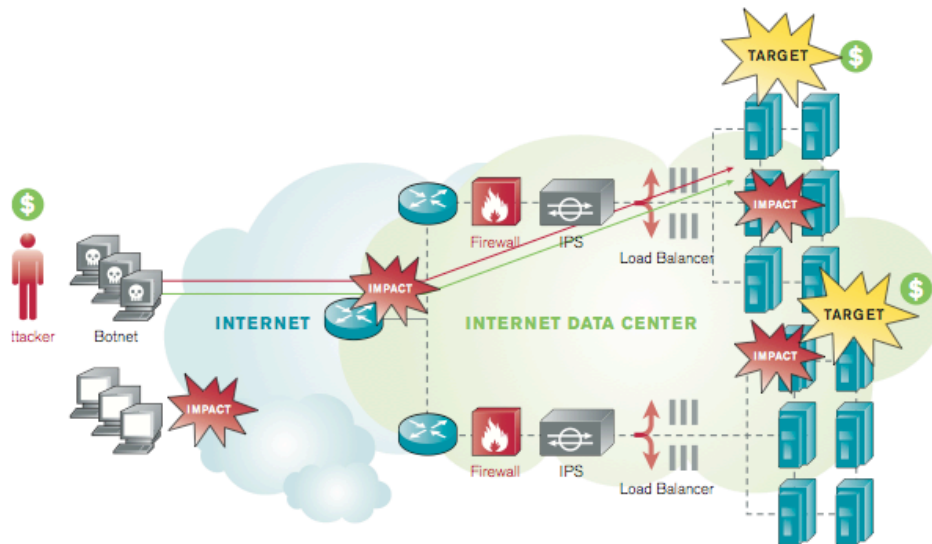 TARGET
$
$
IMPACT
Firewall
IPS
Load Balancer
IMPACT
ttacker
Botnet
INTERNET
INTERNET DATA CENTER
$
TARGET
IMPACT
IMPACT
Firewall
IPS
Load Balancer